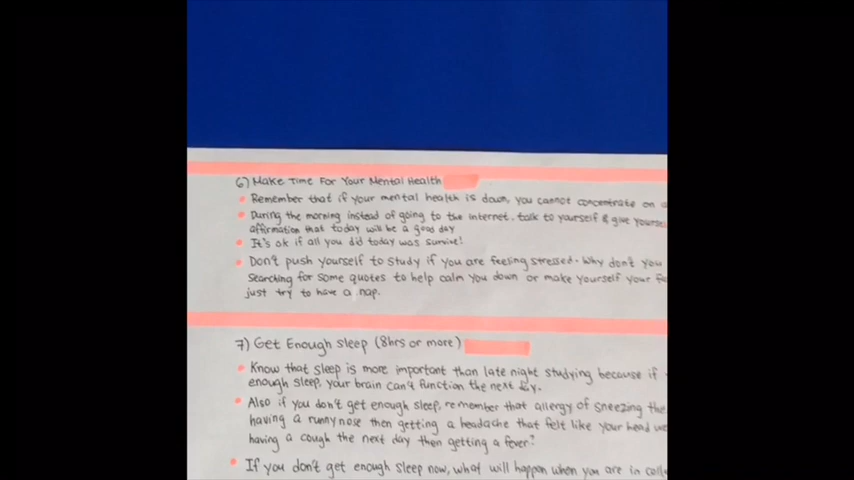 6) Make Time For Your Mental Health
Remember that if your mental health is down, you cannot concentrate on a
During the morning instead of going to the internet. talk to yourself & give yourse
affirmation that today will be a good day
It's ok if all you did today was survive!
Don't push yourself to study if you are feeling stressed. Why don't you
Searching for some quotes to help calm you down or make yourself your
just try to have a nap.
7) Get Enough sleep (8hrs or more)
Know that sleep is more important than late night studying because if
enough sleep, your brain can't function the next day.
Also if you don't get enough sleep, remember that allergy of sneezing the
having a runny nose then getting a headache that felt like your head
having a cough the next day then getting a fever?
If you don't get enough sleep now, what will happen when you are in